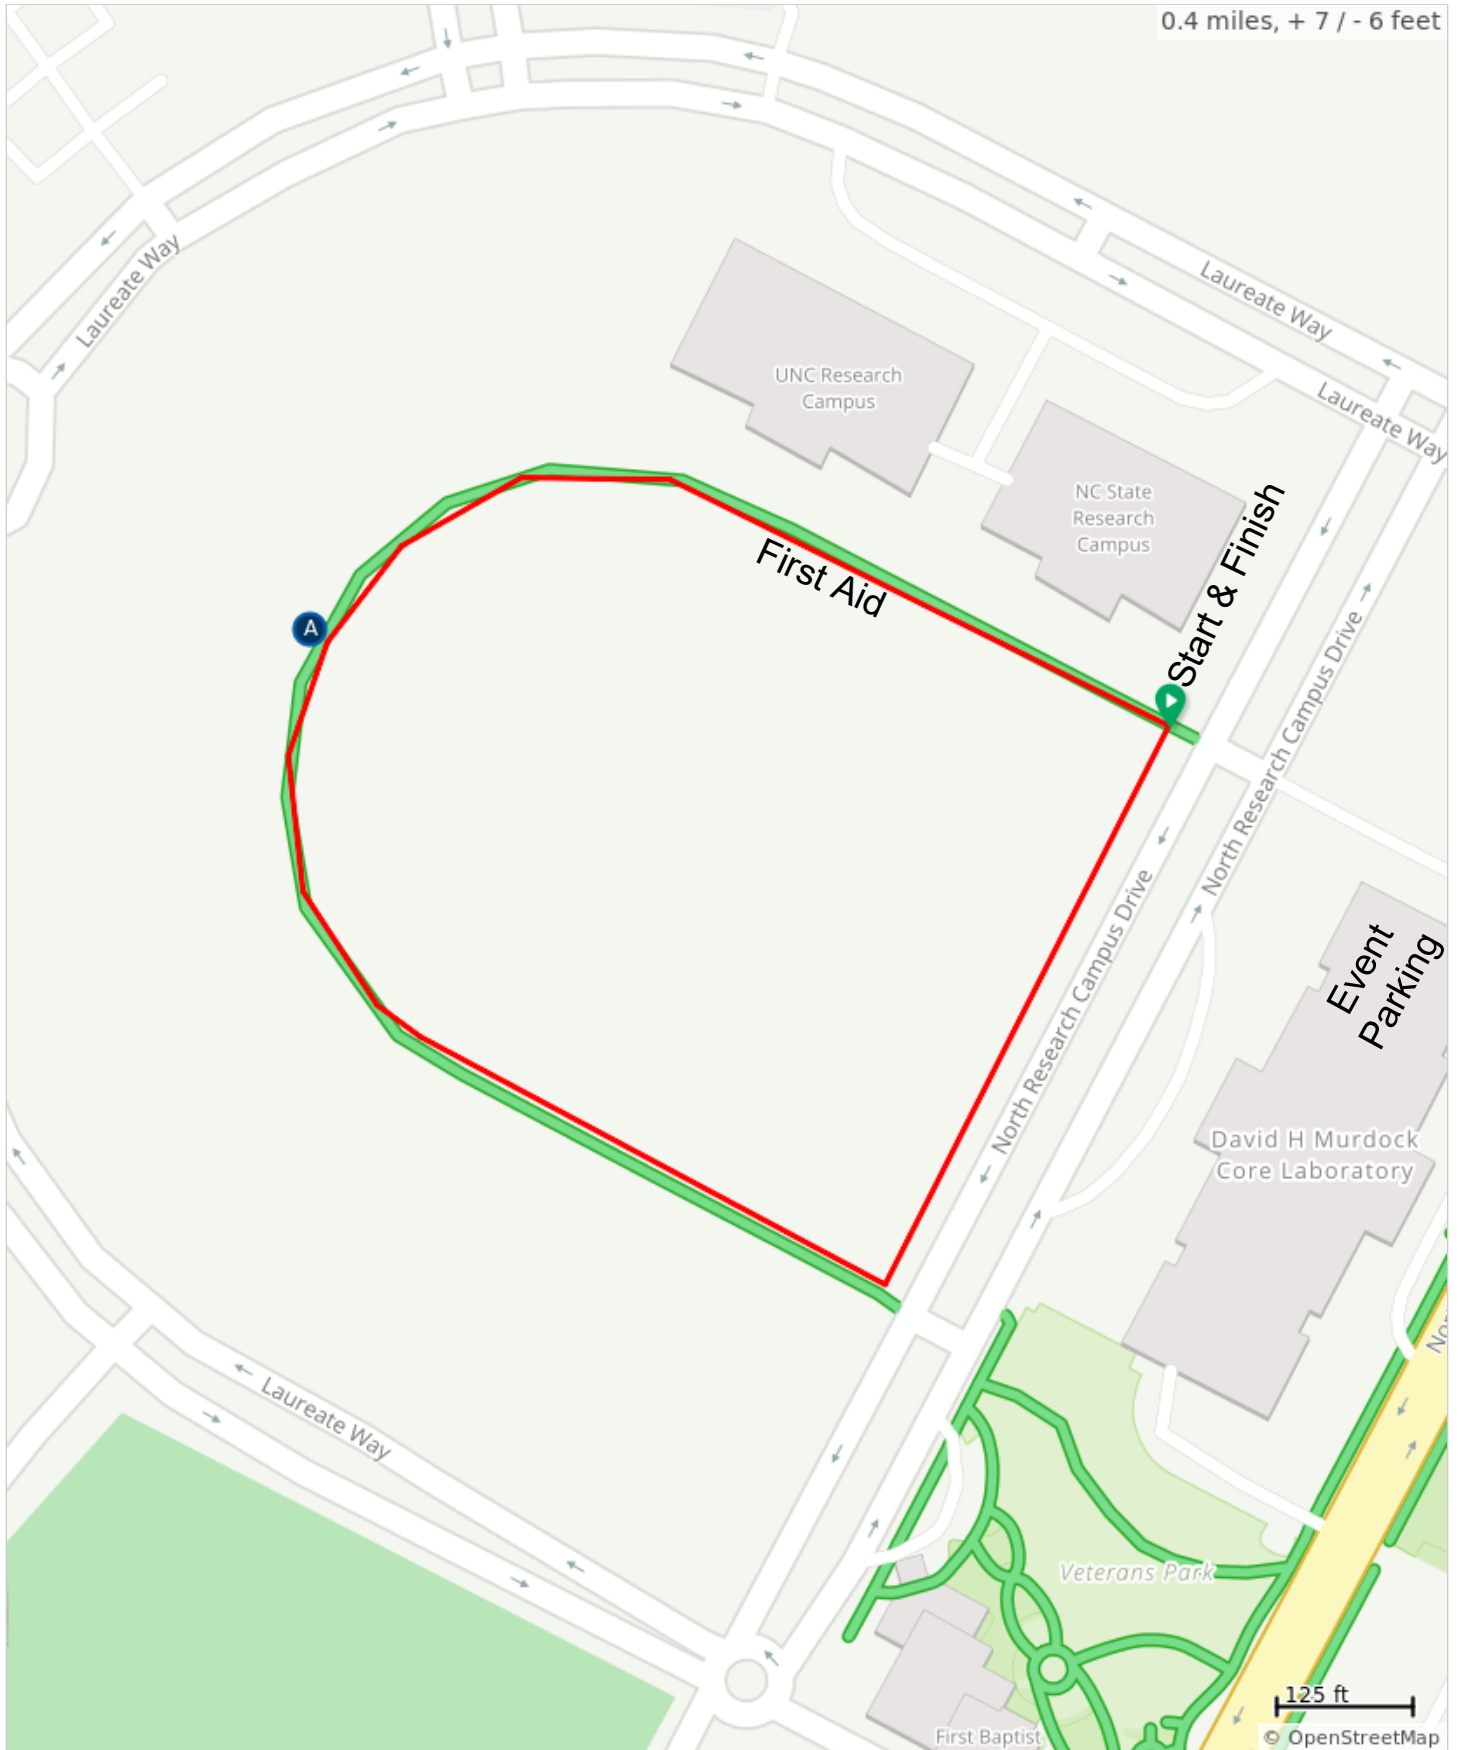 0.4 miles, + 7 / - 6 feet
Laureate Way
Laureate Way
Laureate Way
UNC Research
Campus
NC State
Research
Campus
Start & Finish
First Aid
A
North Research Campus Drive
North Research Campus Drive
Event
Parking
David H Murdock
Core Laboratory
Laureate Way
Veterans Park
First Baptist
125 ft
© OpenStreetMap